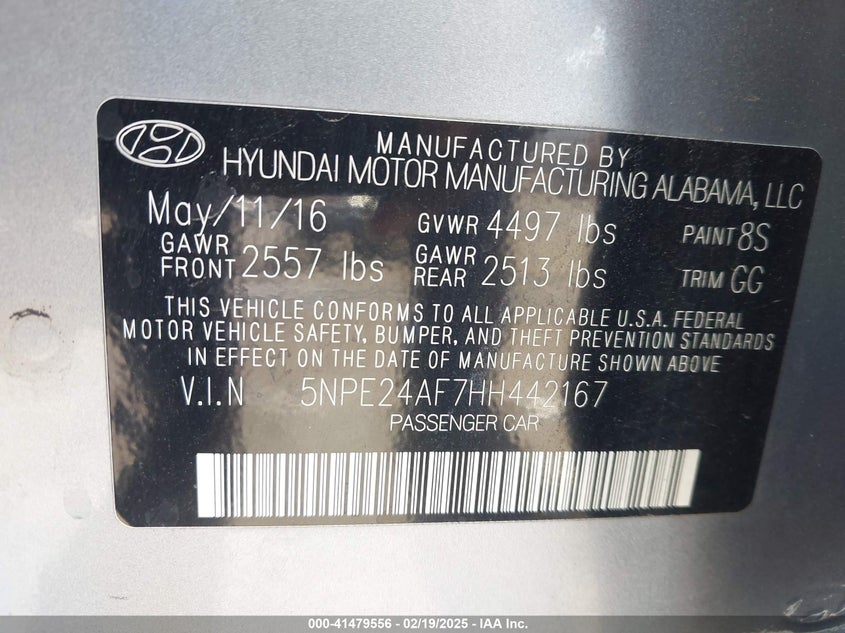 MANUFACTURED BY
HYUNDAI MOTOR MANUFACTURING ALABAMA, LLC
May/11/16 GVWR 4497 lbs PAINT 8S
GAWR FRONT 2557 lbs GAWR REAR 2513 lbs TRIM GG
THIS VEHICLE CONFORMS TO ALL APPLICABLE U.S.A. FEDERAL
MOTOR VEHICLE SAFETY, BUMPER, AND THEFT PREVENTION STANDARDS
IN EFFECT ON THE DATE OF MANUFACTURE SHOWN ABOVE
V.I.N 5NPE24AF7HH442167
PASSENGER CAR
000-41479556 - 02/19/2025 - IAA Inc.